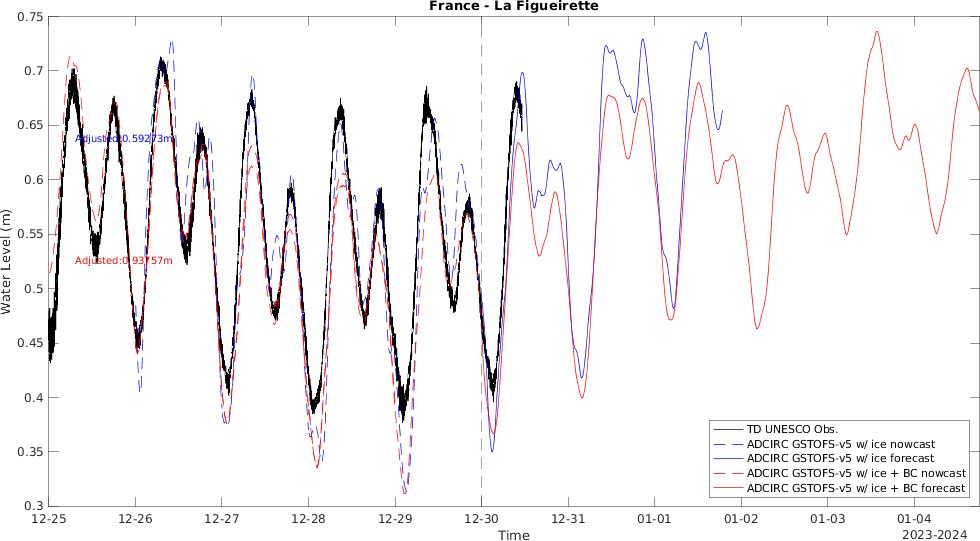 France - La Figueirette
0.75
0.7
0.65
0.6
0.55
0.5
0.45
0.4
0.35
0.3
Water Level (m)
Adjusted:0.59273m
Adjusted:0.93757m
TD UNESCO Obs.
ADCIRC GSTOFS-v5 w/ ice nowcast
ADCIRC GSTOFS-v5 w/ ice forecast
ADCIRC GSTOFS-v5 w/ ice + BC nowcast
ADCIRC GSTOFS-v5 w/ ice + BC forecast
12-25 12-26 12-27 12-28 12-29 12-30 12-31 01-01 01-02 01-03 01-04
Time
2023-2024